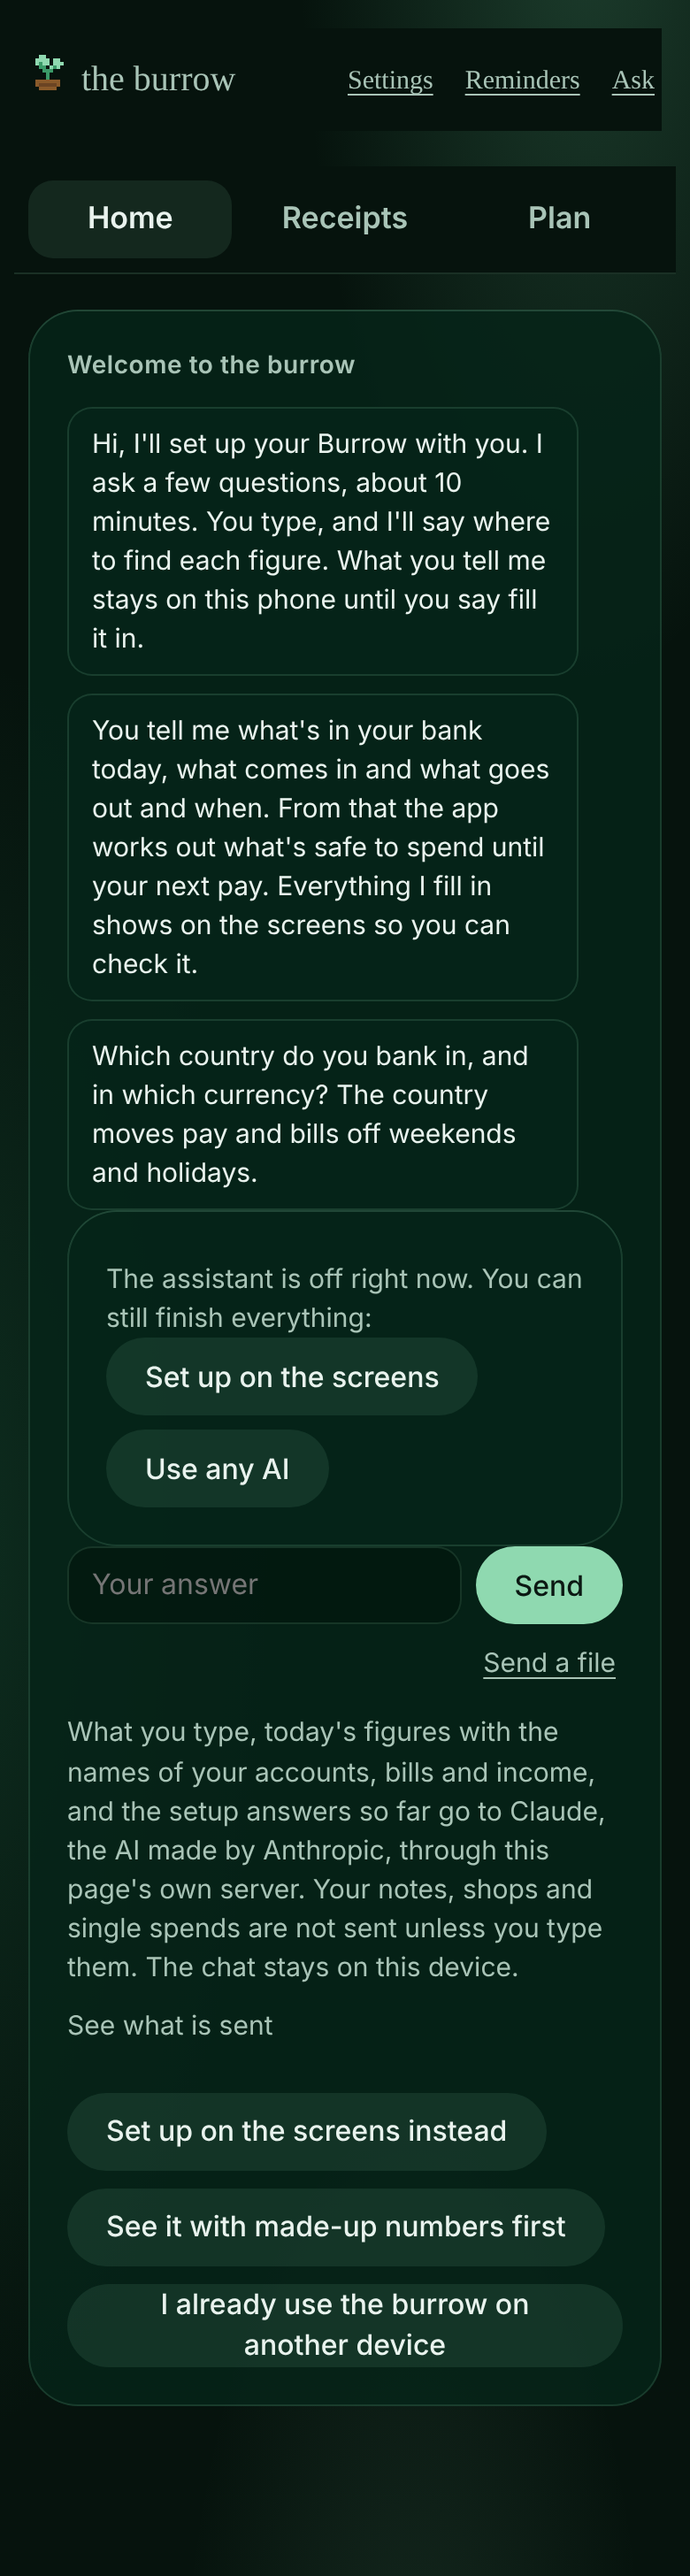 the burrow
Settings Reminders Ask
Home Receipts Plan
Welcome to the burrow
Hi, I'll set up your Burrow with you. I
ask a few questions, about 10
minutes. You type, and I'll say where
to find each figure. What you tell me
stays on this phone until you say fill
it in.
You tell me what's in your bank
today, what comes in and what goes
out and when. From that the app
works out what's safe to spend until
your next pay. Everything I fill in
shows on the screens so you can
check it.
Which country do you bank in, and
in which currency? The country
moves pay and bills off weekends
and holidays.
The assistant is off right now. You can
still finish everything:
Set up on the screens
Use any AI
Your answer
Send
Send a file
What you type, today's figures with the
names of your accounts, bills and income,
and the setup answers so far go to Claude,
the AI made by Anthropic, through this
page's own server. Your notes, shops and
single spends are not sent unless you type
them. The chat stays on this device.
See what is sent
Set up on the screens instead
See it with made-up numbers first
I already use the burrow on
another device